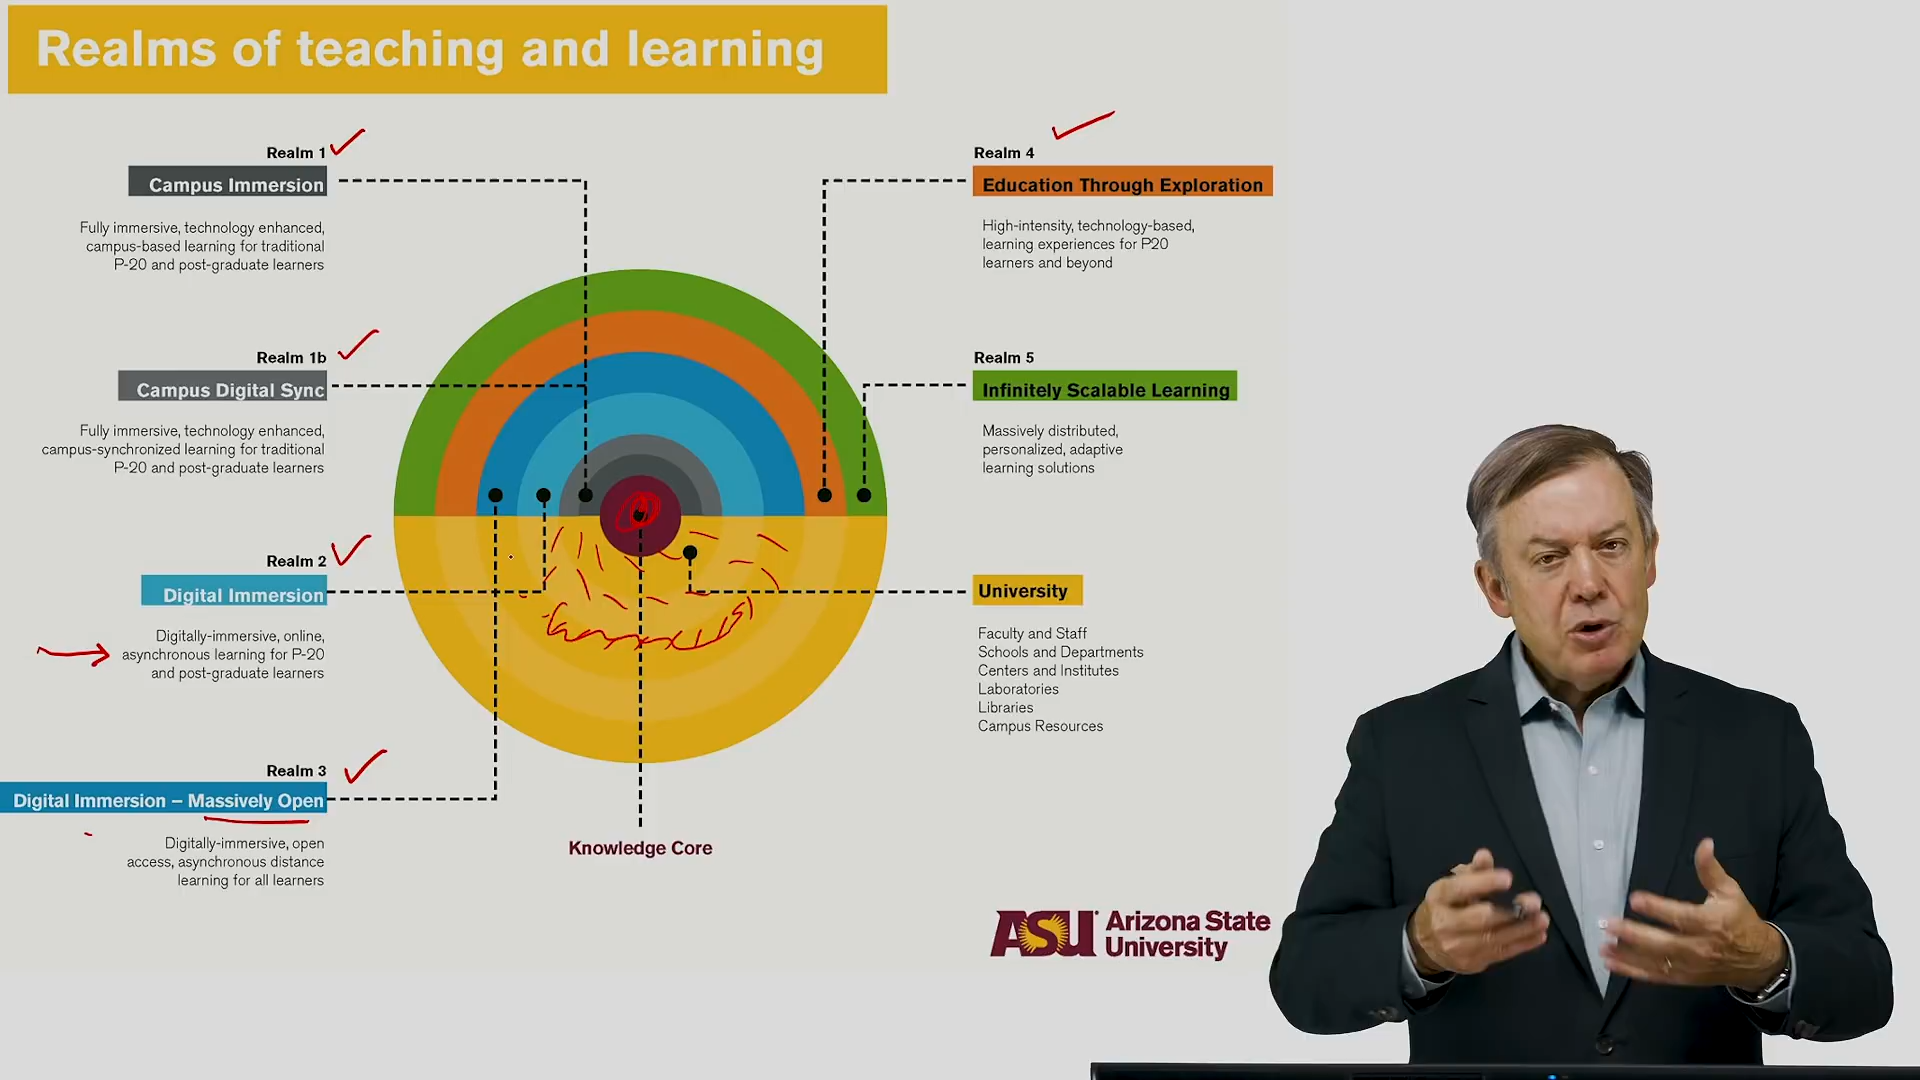 Realms of teaching and learning
Realm 1
Campus Immersion
Fully immersive, technology enhanced,
campus-based learning for traditional
P-20 and post-graduate learners
Realm 1b
Campus Digital Sync
Fully immersive, technology enhanced,
campus-synchronized learning for traditional
P-20 and post-graduate learners
Realm 2
Digital Immersion
Digitally-immersive, online,
asynchronous learning for P-20
and post-graduate learners
Realm 3
Digital Immersion – Massively Open
Digitally-immersive, open
access, asynchronous distance
learning for all learners
Knowledge Core
Realm 4
Education Through Exploration
High-intensity, technology-based,
learning experiences for P20
learners and beyond
Realm 5
Infinitely Scalable Learning
Massively distributed,
personalized, adaptive
learning solutions
University
Faculty and Staff
Schools and Departments
Centers and Institutes
Laboratories
Libraries
Campus Resources
ASU Arizona State
University